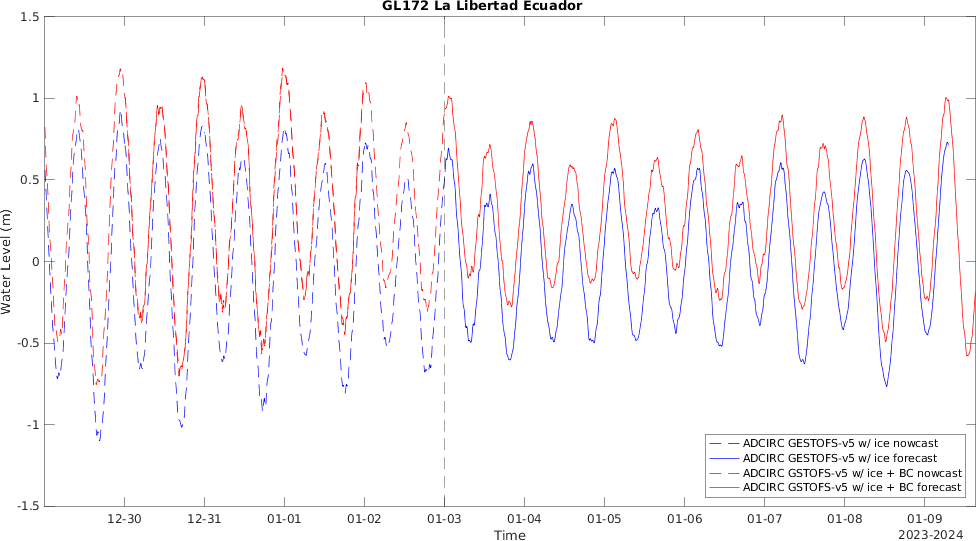 GL172 La Libertad Ecuador
1.5
1
0.5
0
-0.5
-1
-1.5
Water Level (m)
12-30 12-31 01-01 01-02 01-03 01-04 01-05 01-06 01-07 01-08 01-09
2023-2024
Time
ADCIRC GESTOFS-v5 w/ ice nowcast
ADCIRC GESTOFS-v5 w/ ice forecast
ADCIRC GSTOFS-v5 w/ ice + BC nowcast
ADCIRC GSTOFS-v5 w/ ice + BC forecast